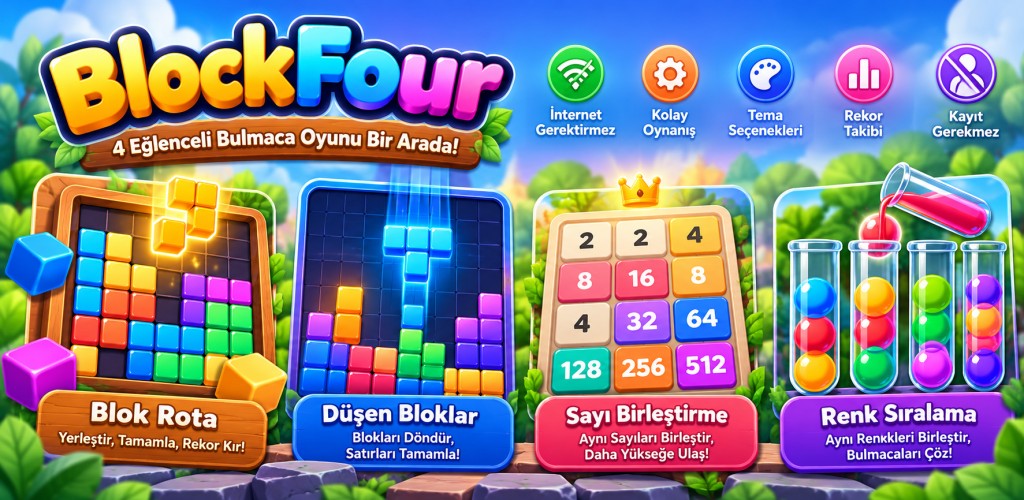 BlockFour
4 Eğlenceli Bulmaca Oyunu Bir Arada!
İnternet
Gerektirmez
Kolay
Oynanış
Tema
Seçenekleri
Rekor
Takibi
Kayıt
Gerekmez
2 2 4
8 16 8
4 32 64
128 256 512
Blok Rota
Yerleştir, Tamamla, Rekor Kır!
Düşen Bloklar
Blokları Döndür,
Satırları Tamamla!
Sayı Birleştirme
Aynı Sayıları Birleştir,
Daha Yükseğe Ulaş!
Renk Sıralama
Aynı Renkkleri Birleştir,
Bulmacaları Çöz!